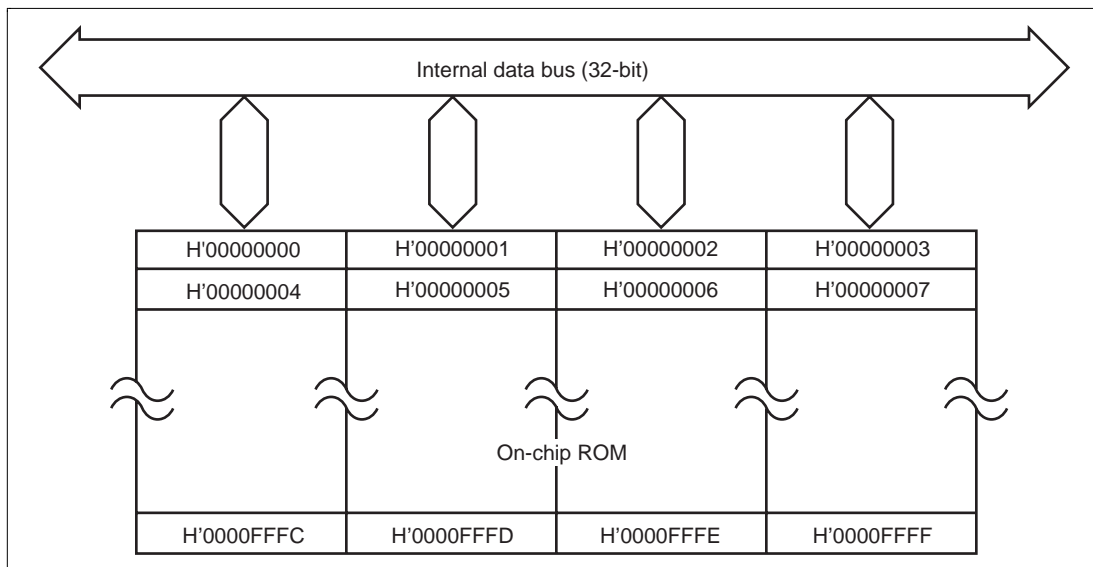 Internal data bus (32-bit)
H'00000000 H’00000001 H’00000002 H’00000003
H’00000004 H’00000005 H’00000006 H’00000007
On-chip ROM
H’0000FFFC H’0000FFFD H’0000FFFE H’0000FFFF